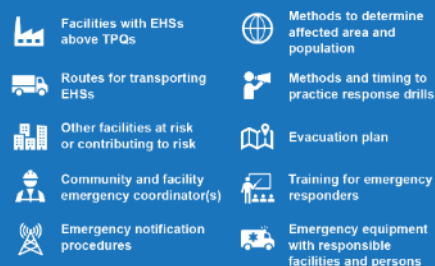 Facilities with EHSs
above TPQs
Routes for transporting
EHSs
Other facilities at risk
or contributing to risk
Community and facility
emergency coordinator(s)
Emergency notification
procedures
Methods to determine
affected area and
population
Methods and timing to
practice response drills
Evacuation plan
Training for emergency
responders
Emergency equipment
with responsible
facilities and persons